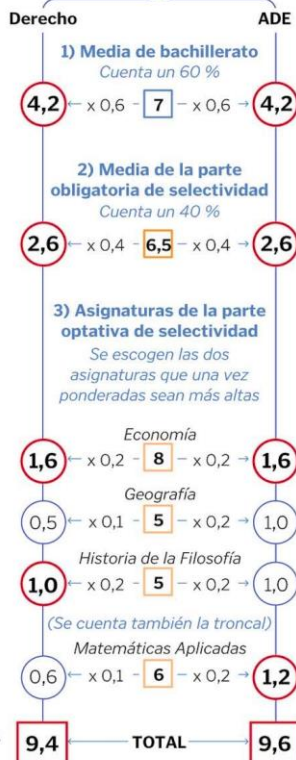 Derecho ADE
1) Media de bachillerato
Cuenta un 60 %
4,2 ← x 0,6 - 7 - x 0,6 → 4,2
2) Media de la parte
obligatoria de selectividad
Cuenta un 40 %
2,6 ← x 0,4 - 6,5 - x 0,4 → 2,6
3) Asignaturas de la parte
optativa de selectividad
Se escogen las dos
asignaturas que una vez
ponderadas sean más altas
Economía
1,6 ← x 0,2 - 8 - x 0,2 → 1,6
Geografía
0,5 ← x 0,1 - 5 - x 0,2 → 1,0
Historia de la Filosofía
1,0 ← x 0,2 - 5 - x 0,2 → 1,0
(Se cuenta también la troncal)
Matemáticas Aplicadas
0,6 ← x 0,1 - 6 - x 0,2 → 1,2
9,4 ← TOTAL → 9,6